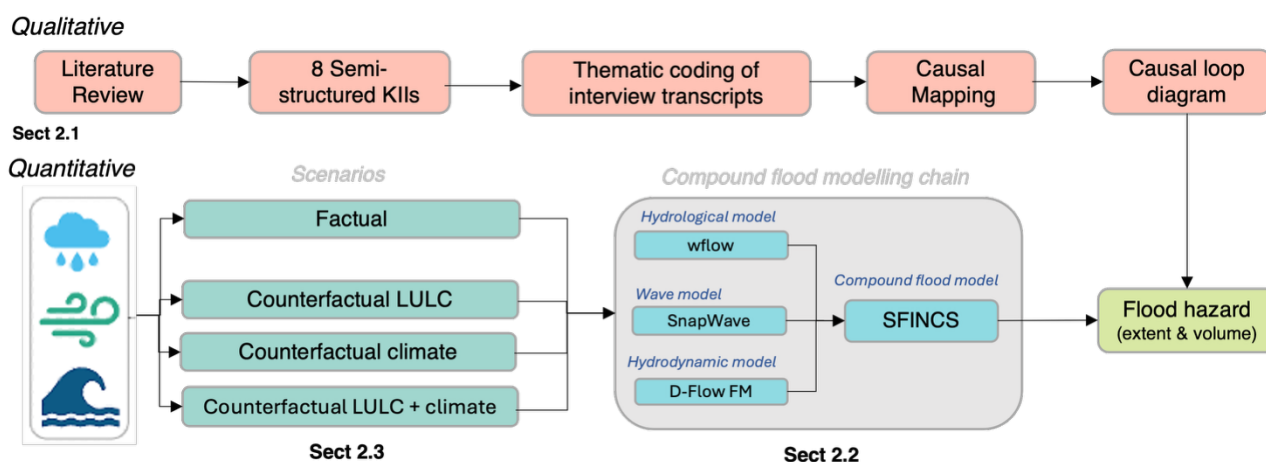 Qualitative
Literature
Review
8 Semi-
structured KIIs
Thematic coding of
interview transcripts
Causal
Mapping
Causal loop
diagram
Sect 2.1
Quantitative
Scenarios
Compound flood modelling chain
Factual
Counterfactual LULC
Counterfactual climate
Counterfactual LULC + climate
Sect 2.3
Hydrological model
wflow
Wave model
SnapWave
Hydrodynamic model
D-Flow FM
Compound flood model
SFINCS
Sect 2.2
Flood hazard
(extent & volume)